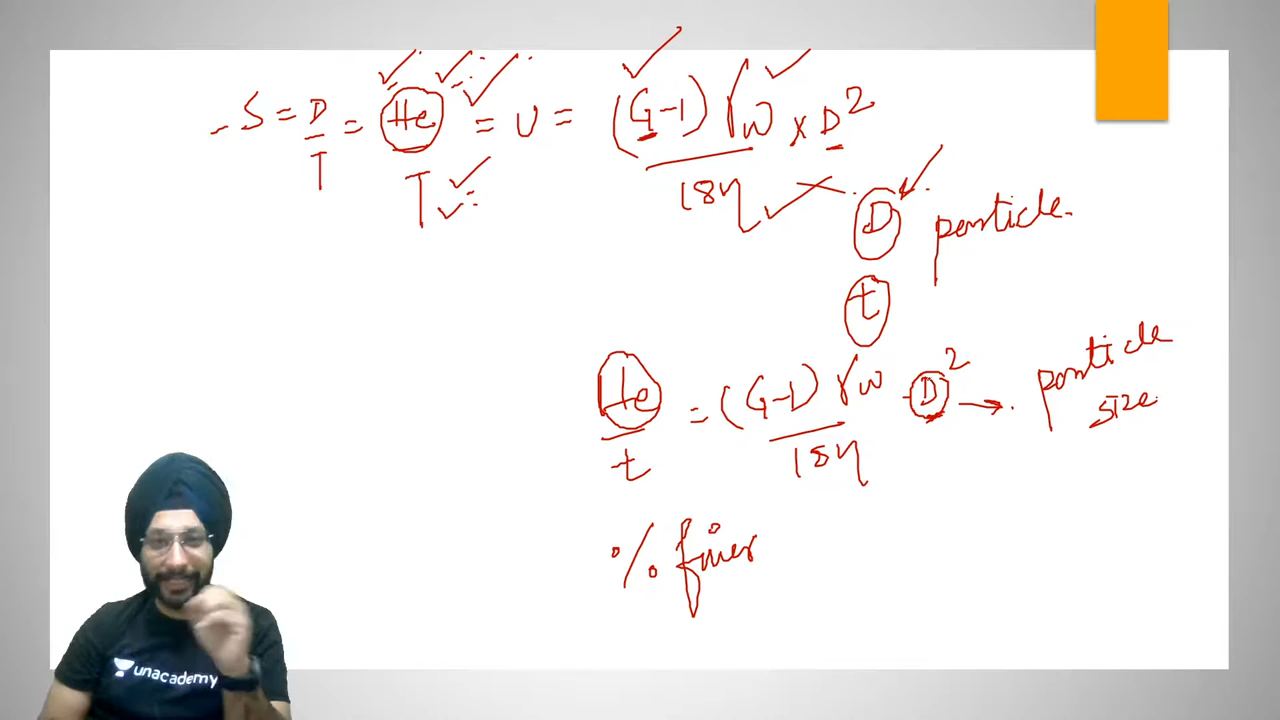 S = D/T = He/T = v = (G-1) γw/18η × D²
D particle.
t
He/t = (G-1) γw/18η D² → particle size
% finer
unacademy